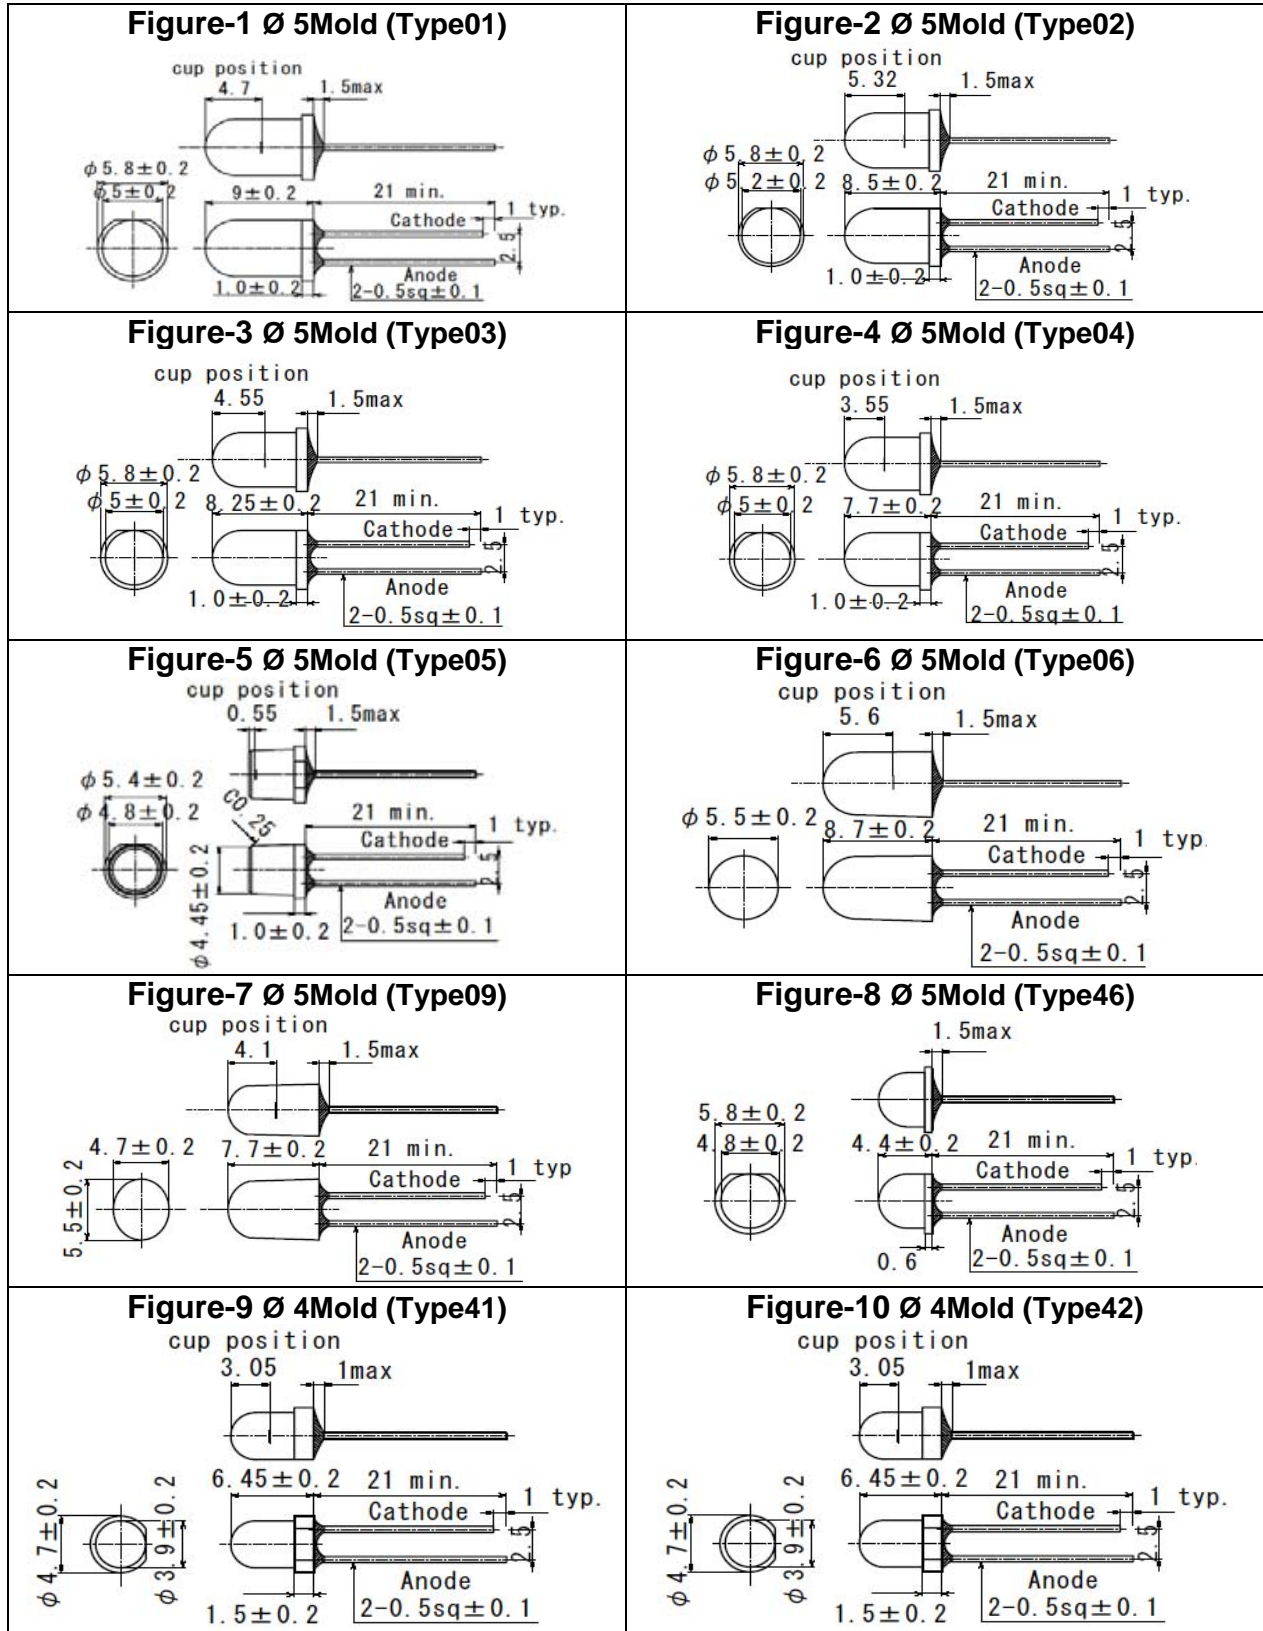 Figure-1 Ø 5Mold (Type01)
cup position
4.7
1.5max
φ5.8±0.2
φ5±0.2
9±0.2
21 min.
1 typ.
Cathode
2.5
Anode
1.0±0.2
2-0.5sq±0.1
Figure-2 Ø 5Mold (Type02)
cup position
5.32
1.5max
φ5.8±0.2
φ5.2±0.2
8.5±0.2
21 min.
1 typ.
Cathode
2.5
Anode
1.0±0.2
2-0.5sq±0.1
Figure-3 Ø 5Mold (Type03)
cup position
4.55
1.5max
φ5.8±0.2
φ5±0.2
8.25±0.2
21 min.
1 typ.
Cathode
2.5
Anode
1.0±0.2
2-0.5sq±0.1
Figure-4 Ø 5Mold (Type04)
cup position
3.55
1.5max
φ5.8±0.2
φ5±0.2
7.7±0.2
21 min.
1 typ.
Cathode
2.5
Anode
1.0±0.2
2-0.5sq±0.1
Figure-5 Ø 5Mold (Type05)
cup position
0.55
1.5max
φ5.4±0.2
φ4.8±0.2
C0.25
21 min.
1 typ.
Cathode
2.5
Anode
φ4.45±0.2
1.0±0.2
2-0.5sq±0.1
Figure-6 Ø 5Mold (Type06)
cup position
5.6
1.5max
φ5.5±0.2
8.7±0.2
21 min.
1 typ.
Cathode
2.5
Anode
2-0.5sq±0.1
Figure-7 Ø 5Mold (Type09)
cup position
4.1
1.5max
4.7±0.2
7.7±0.2
21 min.
1 typ
Cathode
5.5±0.2
2.5
Anode
2-0.5sq±0.1
Figure-8 Ø 5Mold (Type46)
1.5max
5.8±0.2
4.8±0.2
4.4±0.2
21 min.
1 typ.
Cathode
2.5
Anode
0.6
2-0.5sq±0.1
Figure-9 Ø 4Mold (Type41)
cup position
3.05
1max
6.45±0.2
21 min.
1 typ.
Cathode
φ4.7±0.2
φ3.9±0.2
2.5
Anode
1.5±0.2
2-0.5sq±0.1
Figure-10 Ø 4Mold (Type42)
cup position
3.05
1max
6.45±0.2
21 min.
1 typ.
Cathode
φ4.7±0.2
φ3.9±0.2
2.5
Anode
1.5±0.2
2-0.5sq±0.1